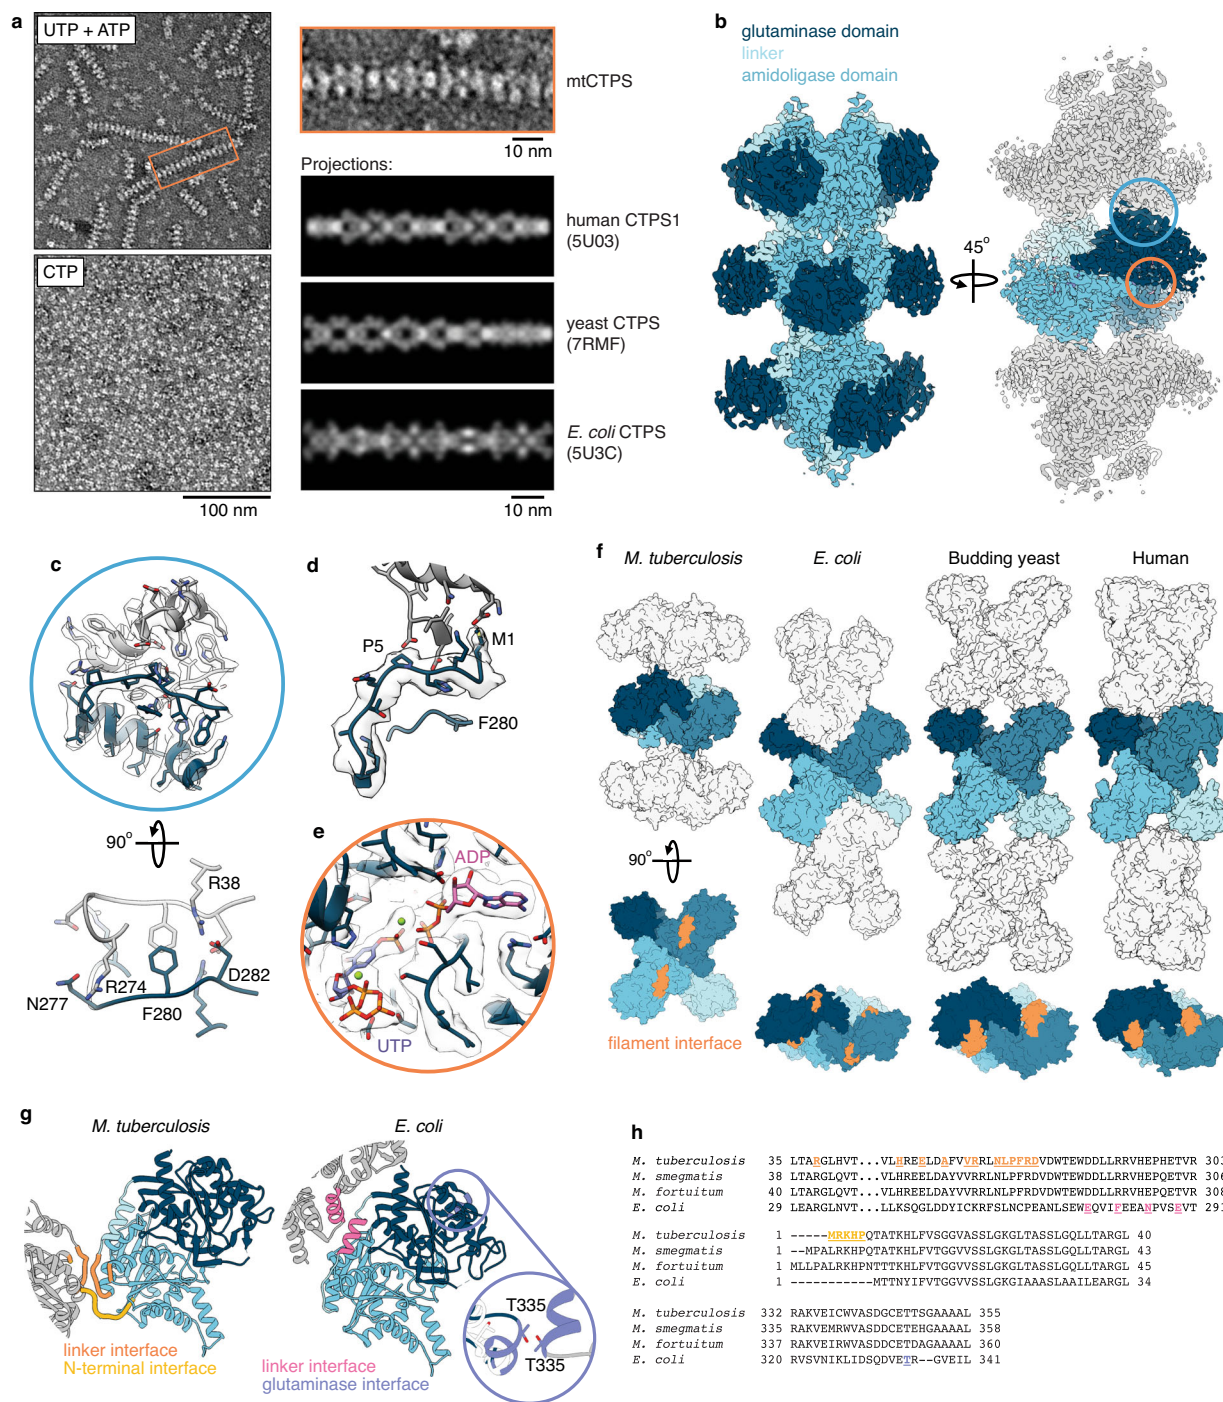 a
UTP + ATP
CTP
100 nm
mtCTPS
10 nm
Projections:
human CTPS1
(5U03)
yeast CTPS
(7RMF)
E. coli CTPS
(5U3C)
10 nm
b
glutaminase domain
linker
amidoligase domain
45°
c
90°
R38
R274
N277
F280
D282
d
P5
M1
F280
e
ADP
UTP
f
M. tuberculosis
E. coli
Budding yeast
Human
90°
filament interface
g
M. tuberculosis
E. coli
linker interface
N-terminal interface
linker interface
glutaminase interface
T335
T335
h
M. tuberculosis 35 LTARGLHVT...VLHREELDAFVVRRLNLPFRDVDWTEWDDLLRRVHEPHETVR 303
M. smegmatis 38 LTARGLQVT...VLHREELDAYVVRRLNLPFRDVDWTEWDDLLRRVHEPQETVR 306
M. fortuitum 40 LTARGLQVT...VLHREELDAYVVRRLNLPFRDVDWTEWDDLLRRVHEPQETVR 308
E. coli 29 LEARGLNVT...LLKSQGLDDYICKRFSLNCPEANLSEWEQVIFEEANPVSEVT 291
M. tuberculosis 1 -----MRKHPQTATKHLFVSGGVASSLGKGLTASSLGQLLTARGL 40
M. smegmatis 1 --MPALRKHPQTATKHLFVTGGVVSSLGKGLTASSLGQLLTARGL 43
M. fortuitum 1 MLLPALRKHPNTTTKHLFVTGGVVSSLGKGLTASSLGQLLTARGL 45
E. coli 1 -----------MTTNYIFVTGGVVSSLGKGIAAASLAAILEARGL 34
M. tuberculosis 332 RAKVEICWVASDGCETTSGAAAAL 355
M. smegmatis 335 RAKVEMRWVASDDCETEHGAAAAL 358
M. fortuitum 337 RAKVEIRWVASDDCETDAGAAAAL 360
E. coli 320 RVSVNIKLIDSQDVETR--GVEIL 341